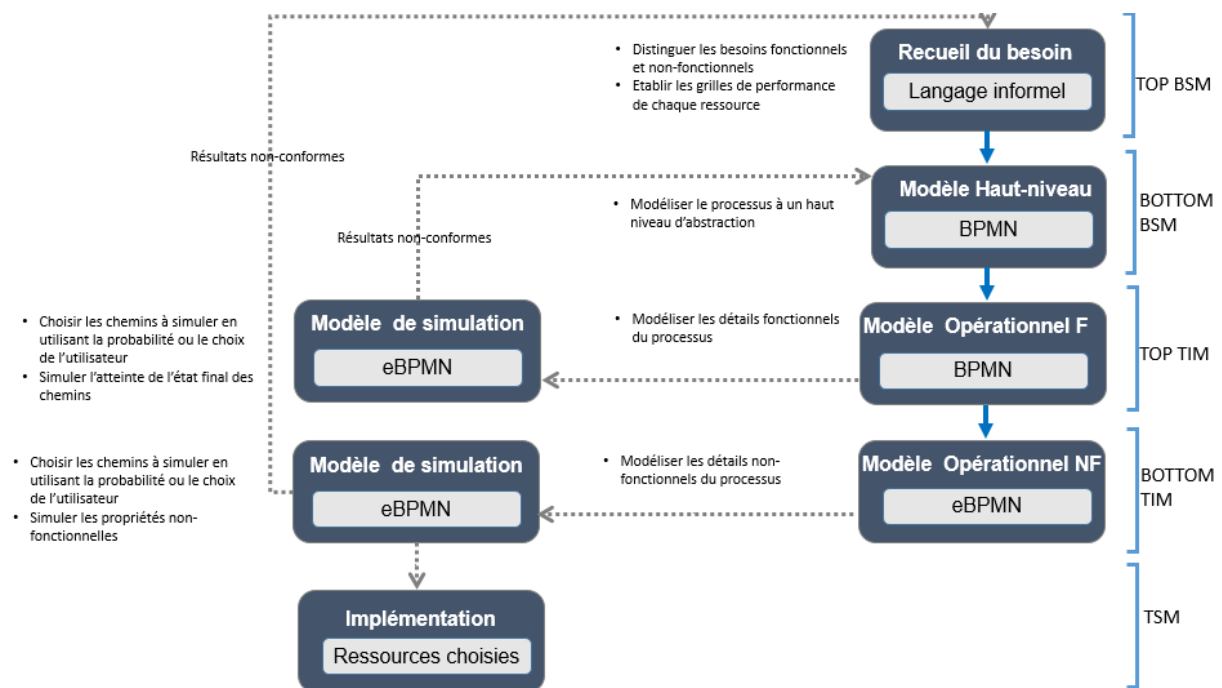 Recueil du besoin
Langage informel
• Distinguer les besoins fonctionnels
et non-fonctionnels
• Etablir les grilles de performance
de chaque ressource
TOP BSM
Résultats non-conformes
Modèle Haut-niveau
BPMN
• Modéliser le processus à un haut
niveau d'abstraction
BOTTOM
BSM
Résultats non-conformes
• Choisir les chemins à simuler en
utilisant la probabilité ou le choix
de l'utilisateur
• Simuler l'atteinte de l'état final des
chemins
Modèle de simulation
eBPMN
• Modéliser les détails fonctionnels
du processus
Modèle Opérationnel F
BPMN
TOP TIM
• Choisir les chemins à simuler en
utilisant la probabilité ou le choix
de l'utilisateur
• Simuler les propriétés non-
fonctionnelles
Modèle de simulation
eBPMN
• Modéliser les détails non-
fonctionnels du processus
Modèle Opérationnel NF
eBPMN
BOTTOM
TIM
Implémentation
Ressources choisies
TSM